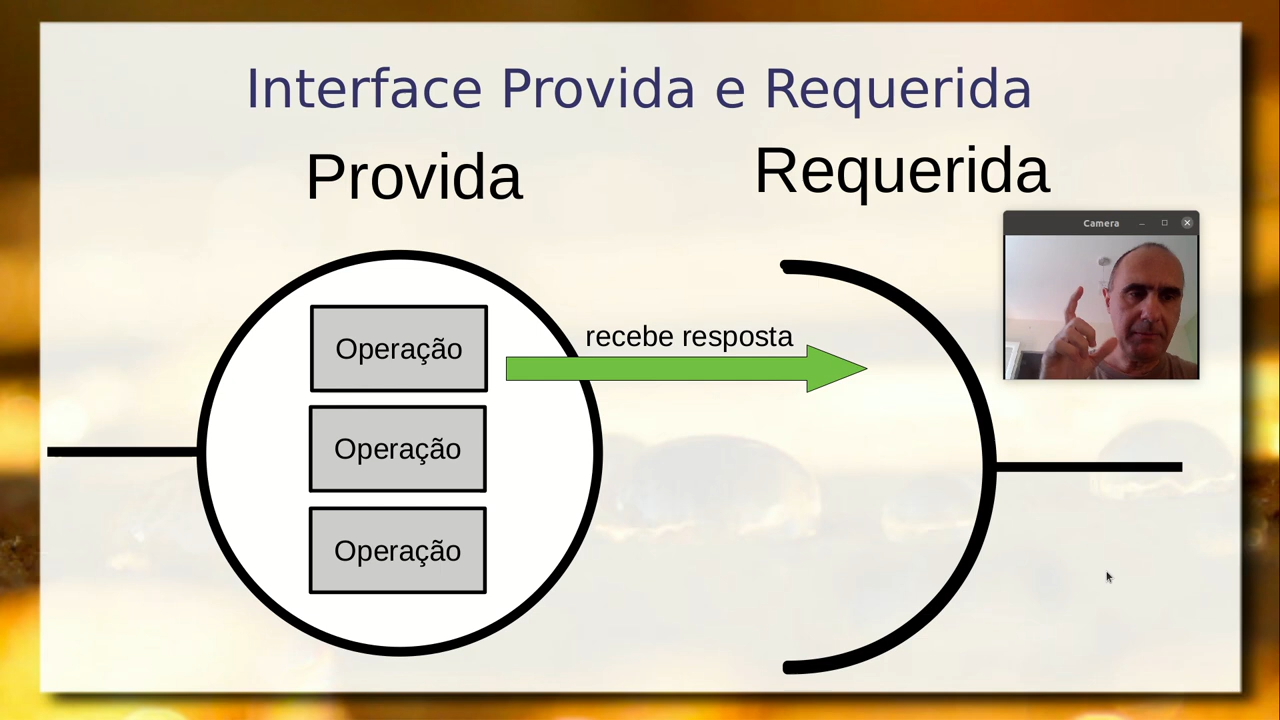 Interface Provida e Requerida
Provida
Requerida
Camera
Operação
recebe resposta
Operação
Operação